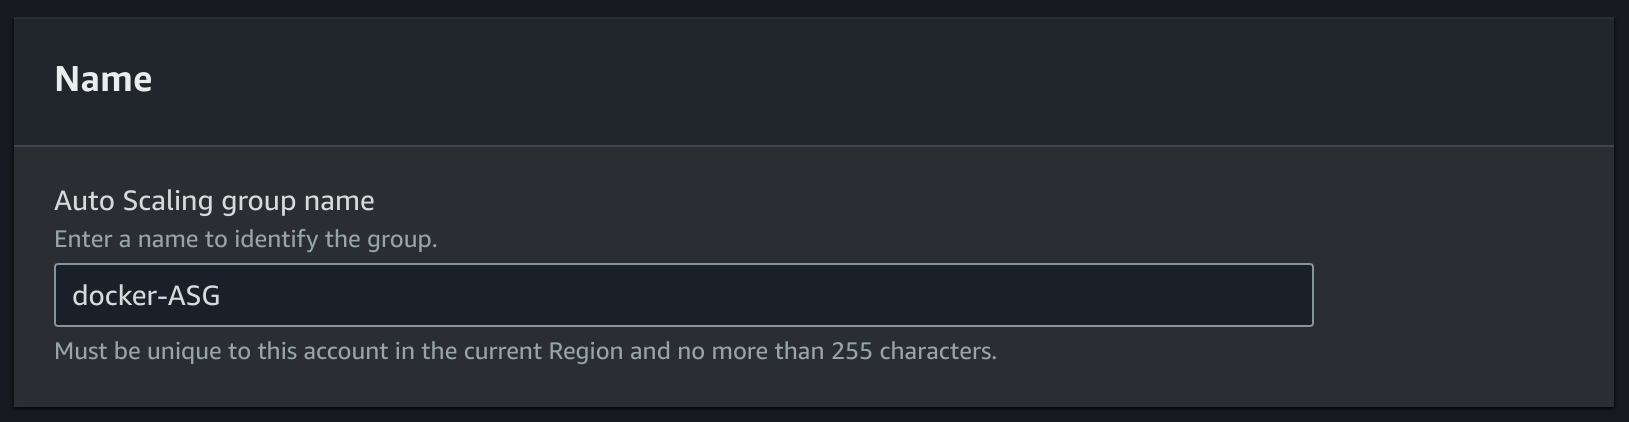 Name
Auto Scaling group name
Enter a name to identify the group.
docker-ASG
Must be unique to this account in the current Region and no more than 255 characters.